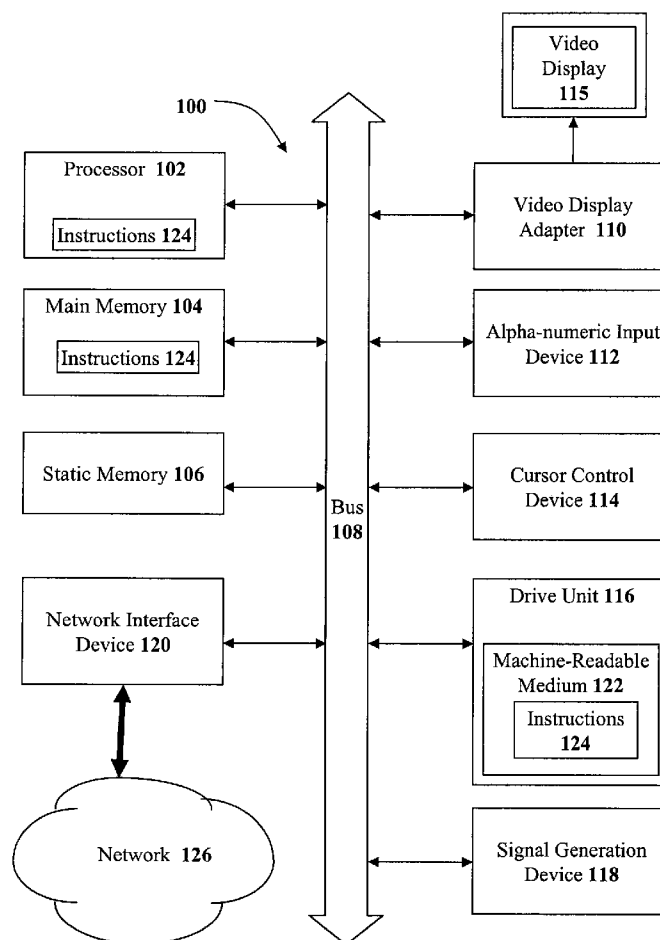 Video
Display
115
100
Processor 102
Instructions 124
Video Display
Adapter 110
Main Memory 104
Instructions 124
Alpha-numeric Input
Device 112
Static Memory 106
Cursor Control
Device 114
Bus
108
Network Interface
Device 120
Drive Unit 116
Machine-Readable
Medium 122
Instructions
124
Network 126
Signal Generation
Device 118